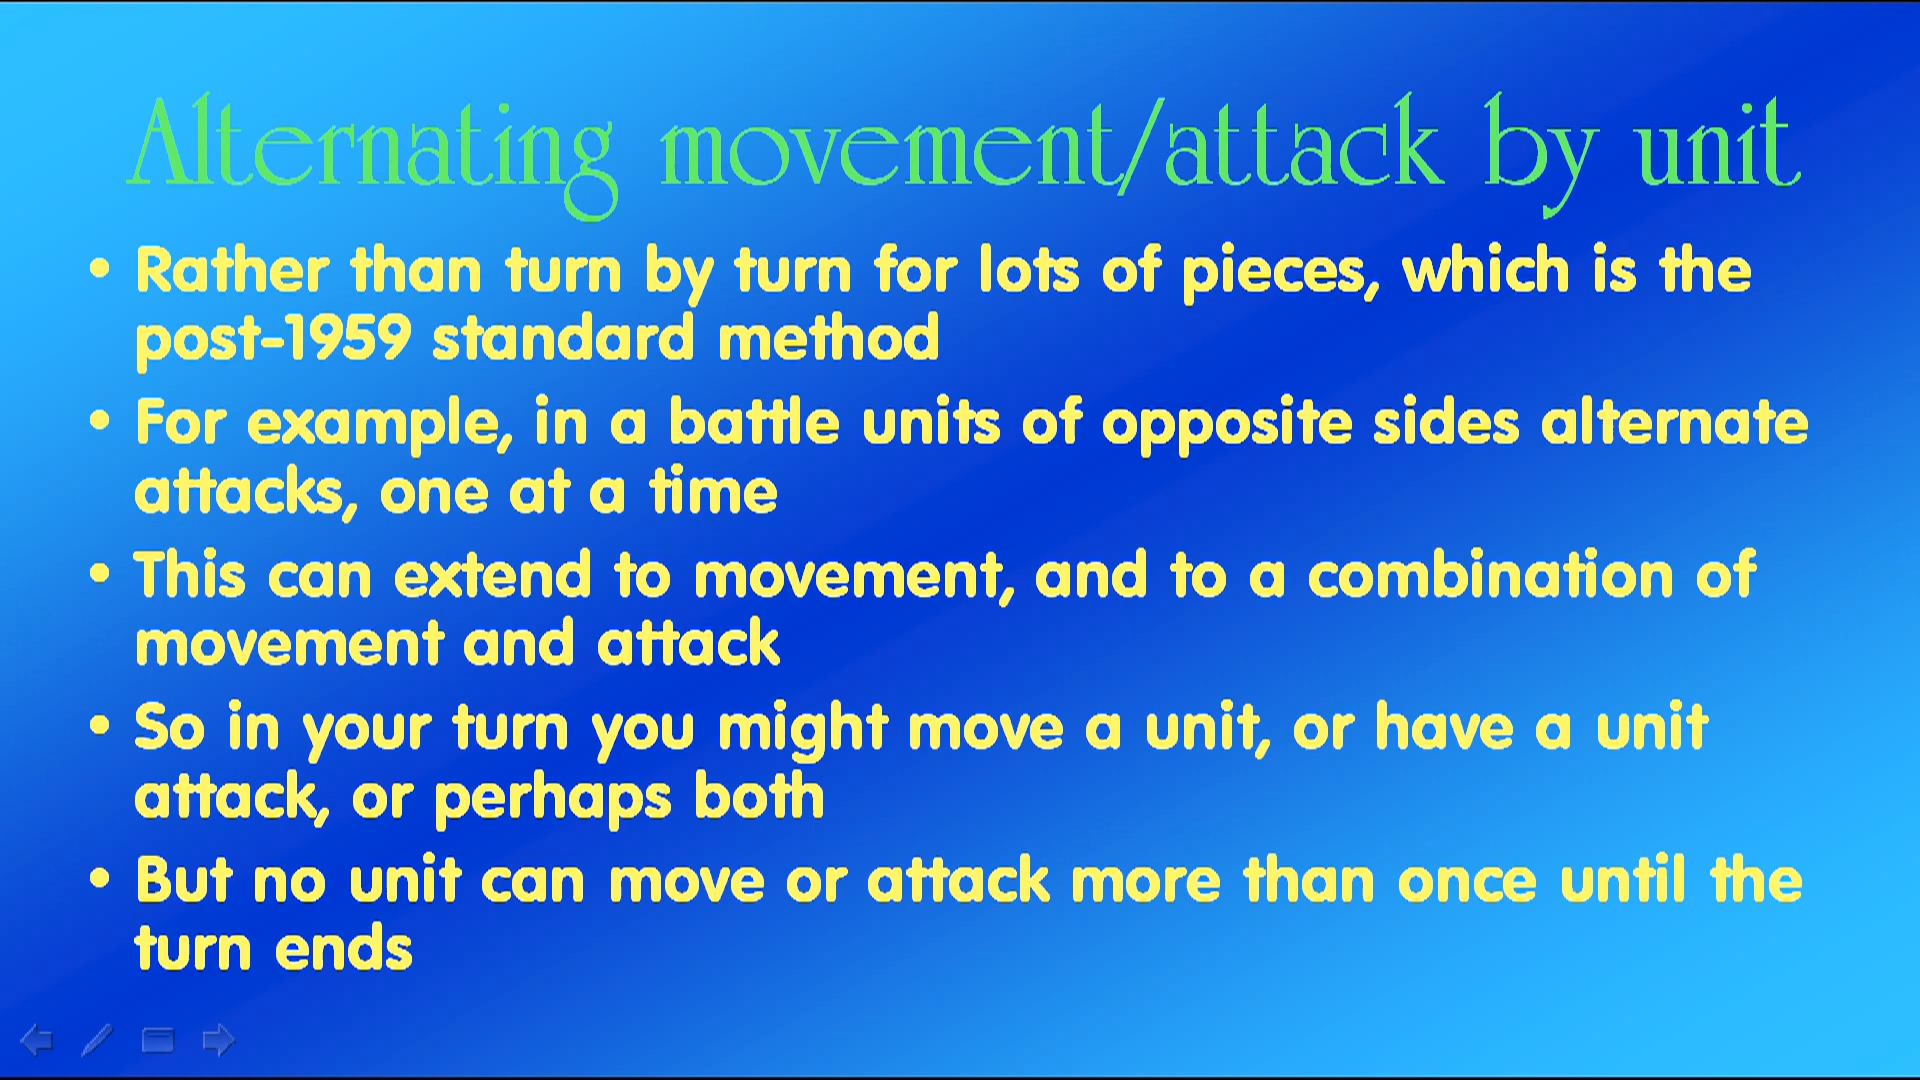 Alternating movement/attack by unit
• Rather than turn by turn for lots of pieces, which is the
post-1959 standard method
• For example, in a battle units of opposite sides alternate
attacks, one at a time
• This can extend to movement, and to a combination of
movement and attack
• So in your turn you might move a unit, or have a unit
attack, or perhaps both
• But no unit can move or attack more than once until the
turn ends